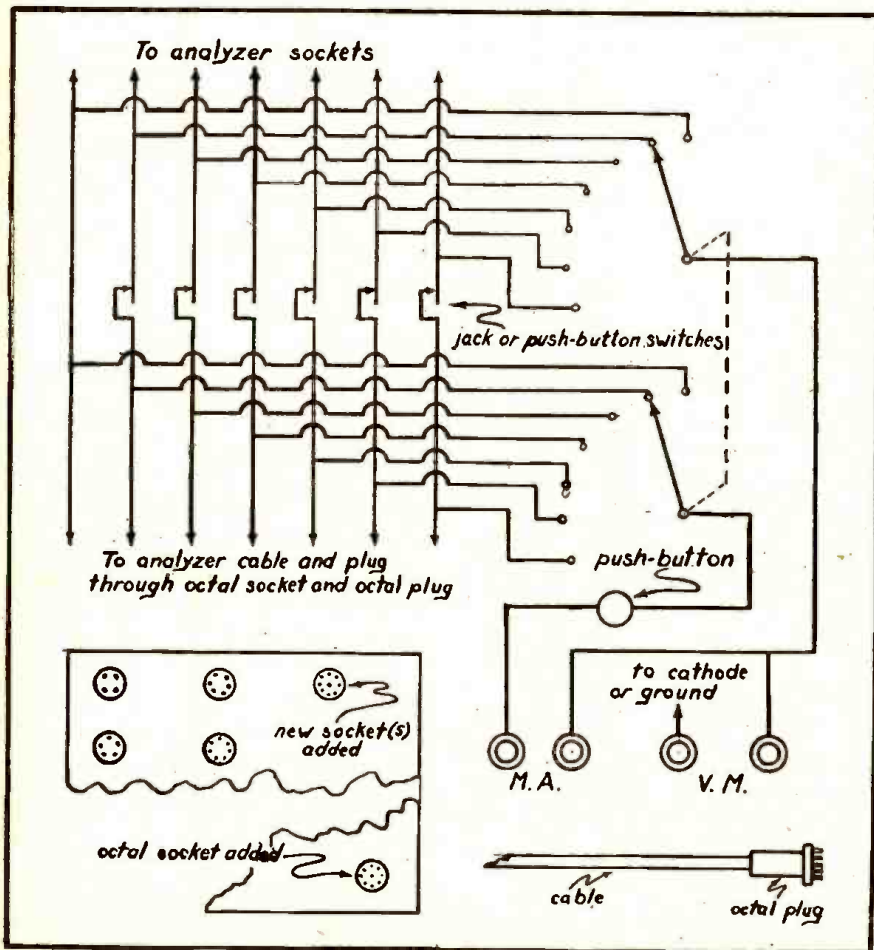 To analyzer sockets
jack or push-button switches
To analyzer cable and plug
through octal socket and octal plug
push-button
to cathode
or ground
new socket(s)
added
M.A.
V.M.
octal socket added
cable
octal plug